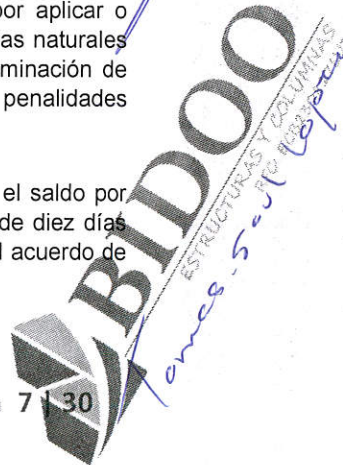 por aplicar o
as naturales
minación de
penalidades
el saldo por
de diez días
l acuerdo de
7 | 30
BIDOO
ESTRUCTURAS Y COLUMNAS